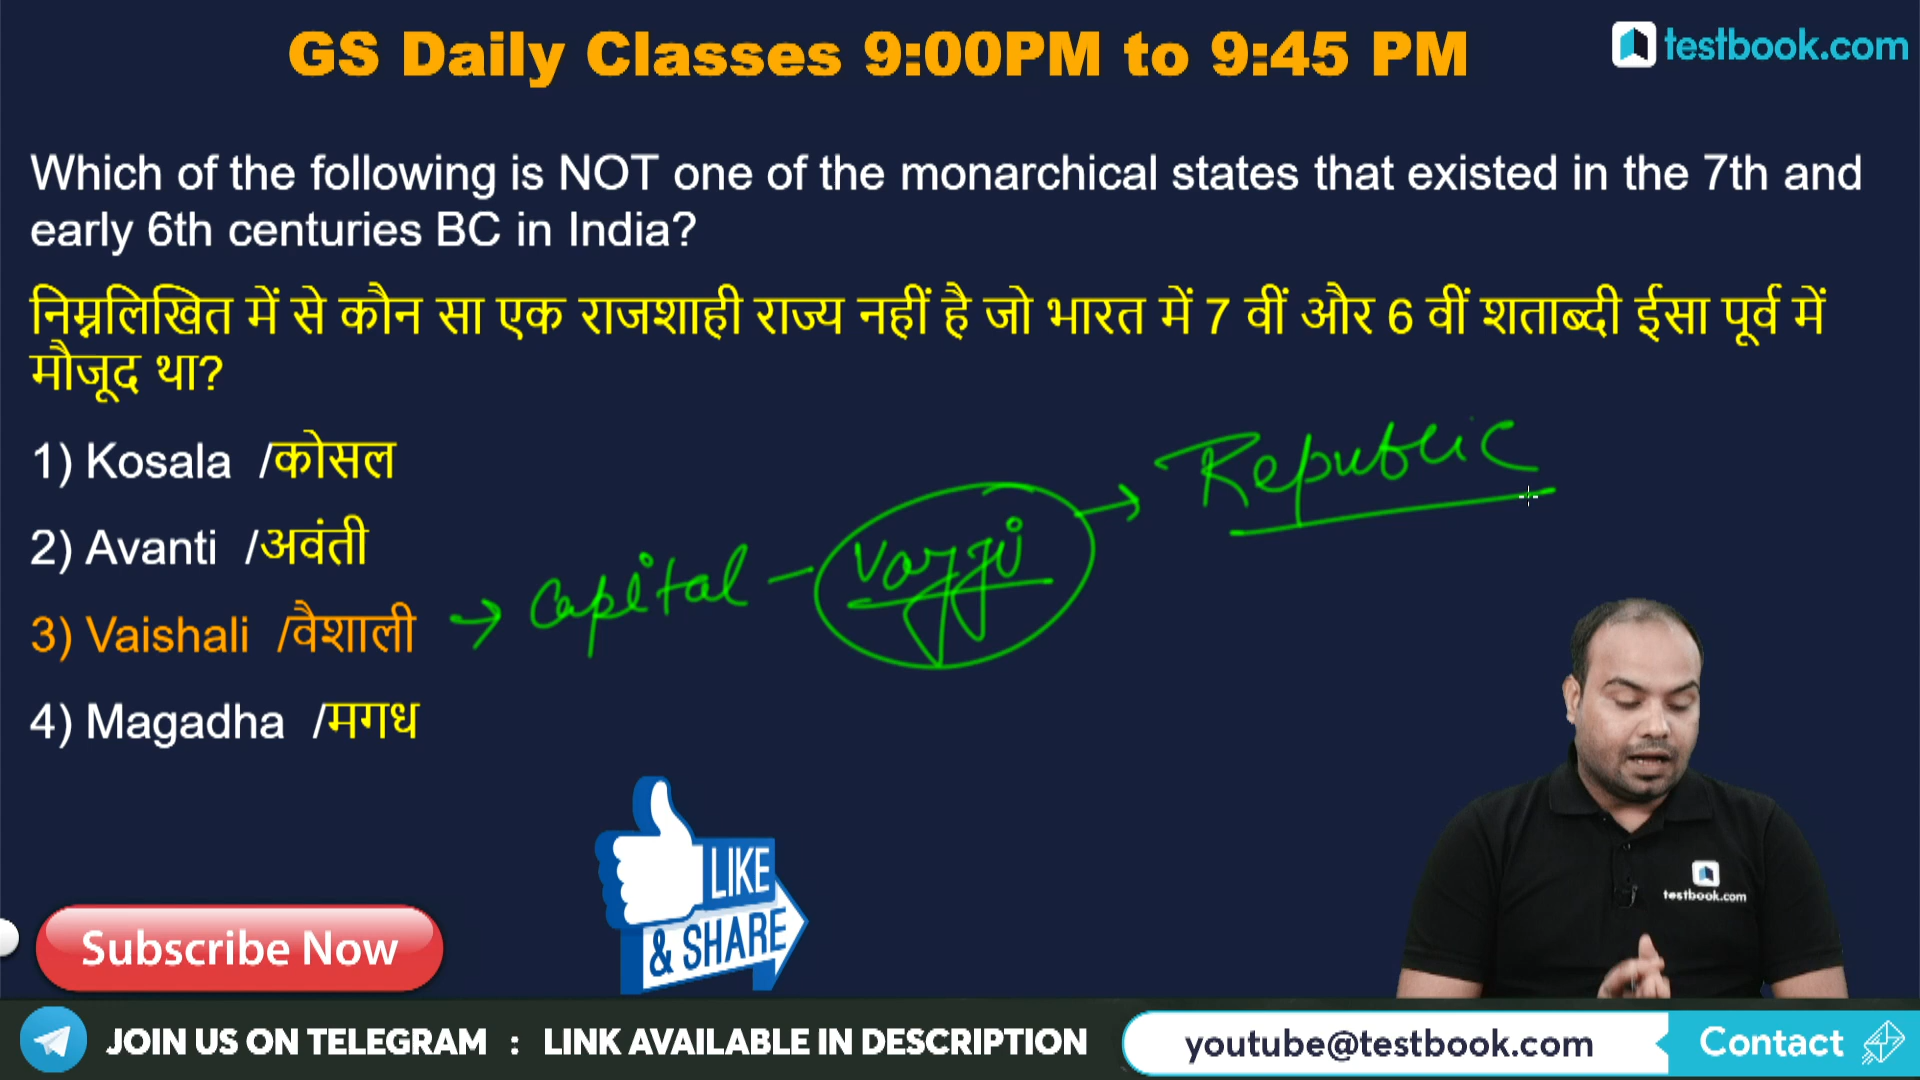 GS Daily Classes 9:00PM to 9:45 PM
testbook.com
Which of the following is NOT one of the monarchical states that existed in the 7th and
early 6th centuries BC in India?
निम्नलिखित में से कौन सा एक राजशाही राज्य नहीं है जो भारत में 7 वीं और 6 वीं शताब्दी ईसा पूर्व में
मौजूद था?
1) Kosala /कोसल
2) Avanti /अवंती
3) Vaishali /वैशाली
4) Magadha /मगध
→ Capital - Vajji → Republic
testbook.com
LIKE
& SHARE
Subscribe Now
JOIN US ON TELEGRAM : LINK AVAILABLE IN DESCRIPTION
youtube@testbook.com
Contact